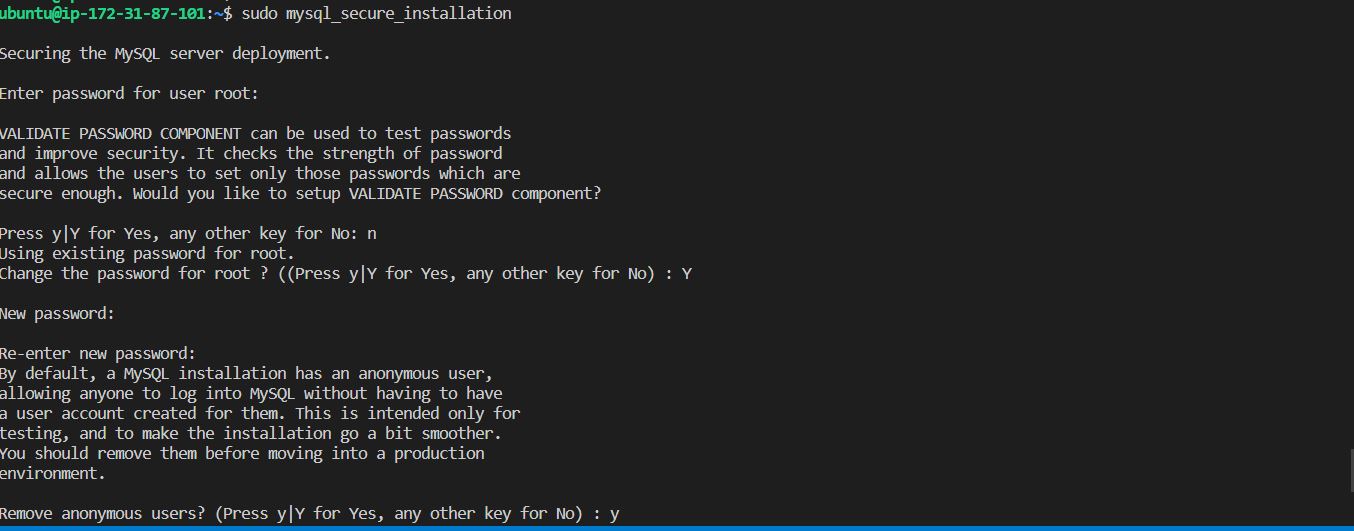 ubuntu@ip-172-31-87-101:~$ sudo mysql_secure_installation
Securing the MySQL server deployment.
Enter password for user root:
VALIDATE PASSWORD COMPONENT can be used to test passwords
and improve security. It checks the strength of password
and allows the users to set only those passwords which are
secure enough. Would you like to setup VALIDATE PASSWORD component?
Press y|Y for Yes, any other key for No: n
Using existing password for root.
Change the password for root ? ((Press y|Y for Yes, any other key for No) : Y
New password:
Re-enter new password:
By default, a MySQL installation has an anonymous user,
allowing anyone to log into MySQL without having to have
a user account created for them. This is intended only for
testing, and to make the installation go a bit smoother.
You should remove them before moving into a production
environment.
Remove anonymous users? (Press y|Y for Yes, any other key for No) : y